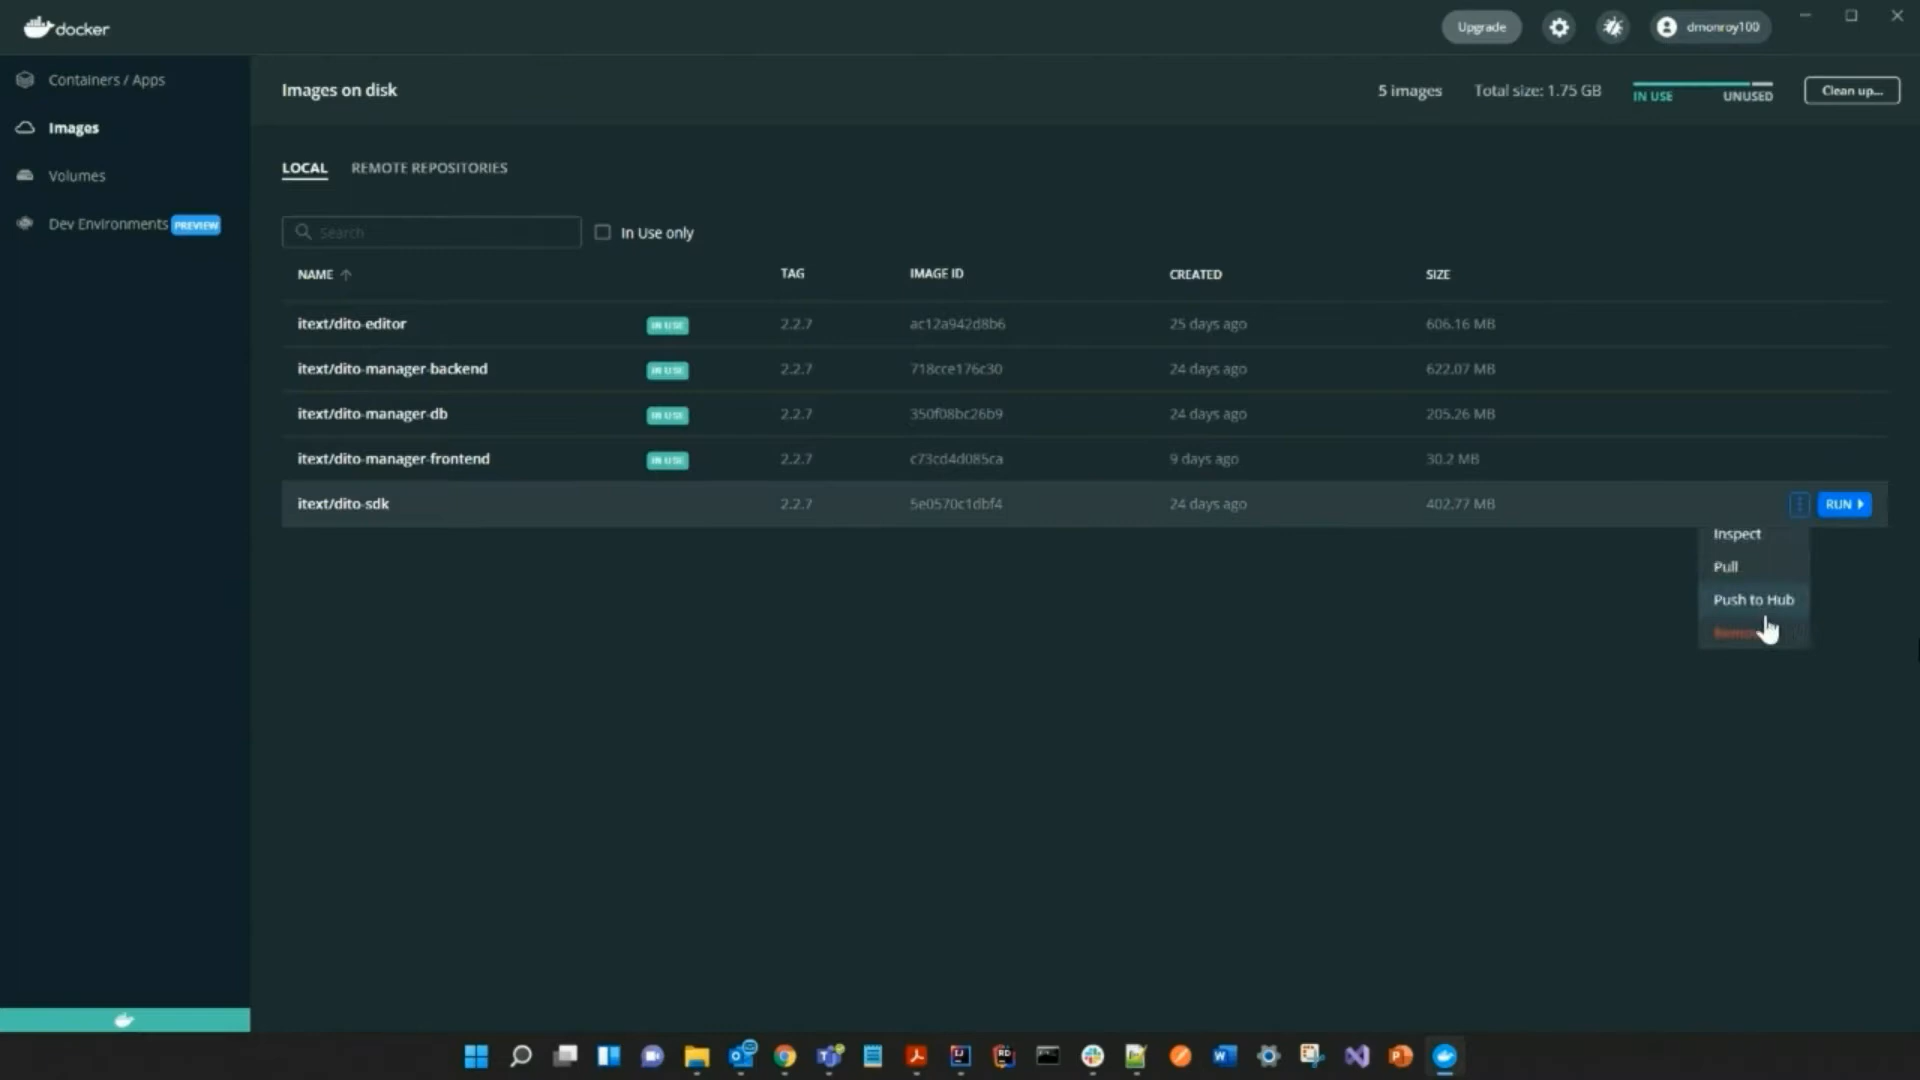 docker
Upgrade
dmonroy100
Containers / Apps
Images
Volumes
Dev Environments PREVIEW
Images on disk
5 images
Total size: 1.75 GB
IN USE
UNUSED
Clean up...
LOCAL
REMOTE REPOSITORIES
Search
In Use only
NAME TAG IMAGE ID CREATED SIZE
itext/dito-editor IN USE 2.2.7 ac12a942d8b6 25 days ago 606.16 MB
itext/dito-manager-backend IN USE 2.2.7 718cce176c30 24 days ago 622.07 MB
itext/dito-manager-db IN USE 2.2.7 350f08bc26b9 24 days ago 205.26 MB
itext/dito-manager-frontend IN USE 2.2.7 c73cd4d085ca 9 days ago 30.2 MB
itext/dito-sdk 2.2.7 5e0570c1dbf4 24 days ago 402.77 MB RUN
Inspect
Pull
Push to Hub